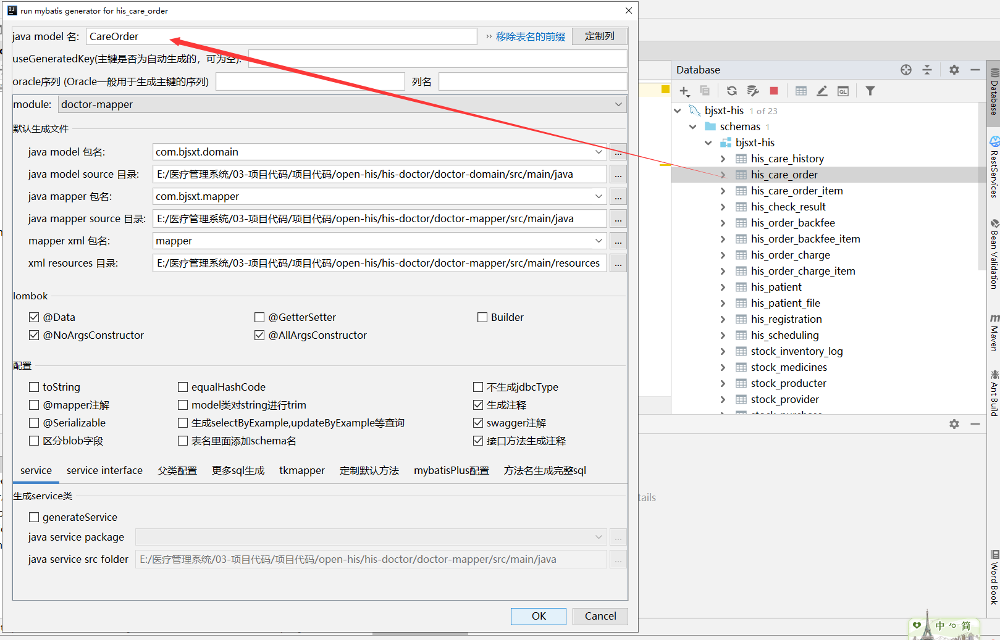 run mybatis generator for his_care_order
java model 名: CareOrder ›› 移除表名的前缀 定制列
useGeneratedKey(主键是否为自动生成的，可为空):
oracle序列 (Oracle一般用于生成主键的序列) 列名
module: doctor-mapper
默认生成文件
java model 包名: com.bjsxt.domain ...
java model source 目录: E:/医疗管理系统/03-项目代码/项目代码/open-his/his-doctor/doctor-domain/src/main/java ...
java mapper 包名: com.bjsxt.mapper ...
java mapper source 目录: E:/医疗管理系统/03-项目代码/项目代码/open-his/his-doctor/doctor-mapper/src/main/java ...
mapper xml 包名: mapper ...
xml resources 目录: E:/医疗管理系统/03-项目代码/项目代码/open-his/his-doctor/doctor-mapper/src/main/resources ...
lombok
@Data @GetterSetter Builder
@NoArgsConstructor @AllArgsConstructor
配置
toString equalHashCode 不生成jdbcType
@mapper注解 model类对string进行trim 生成注释
@Serializable 生成selectByExample,updateByExample等查询 swagger注解
区分blob字段 表名里面添加schema名 接口方法生成注释
service service interface 父类配置 更多sql生成 tkmapper 定制默认方法 mybatisPlus配置 方法名生成完整sql
生成service类
generateService
java service package ...
java service src folder E:/医疗管理系统/03-项目代码/项目代码/open-his/his-doctor/doctor-mapper/src/main/java ...
OK Cancel
Database
QL
bjsxt-his 1 of 23
schemas 1
bjsxt-his
his_care_history
his_care_order
his_care_order_item
his_check_result
his_order_backfee
his_order_backfee_item
his_order_charge
his_order_charge_item
his_patient
his_patient_file
his_registration
his_scheduling
stock_inventory_log
stock_medicines
stock_producter
stock_provider
tails
Database
RestServices
Bean Validation
m Maven
Ant Build
Word Book
中 简